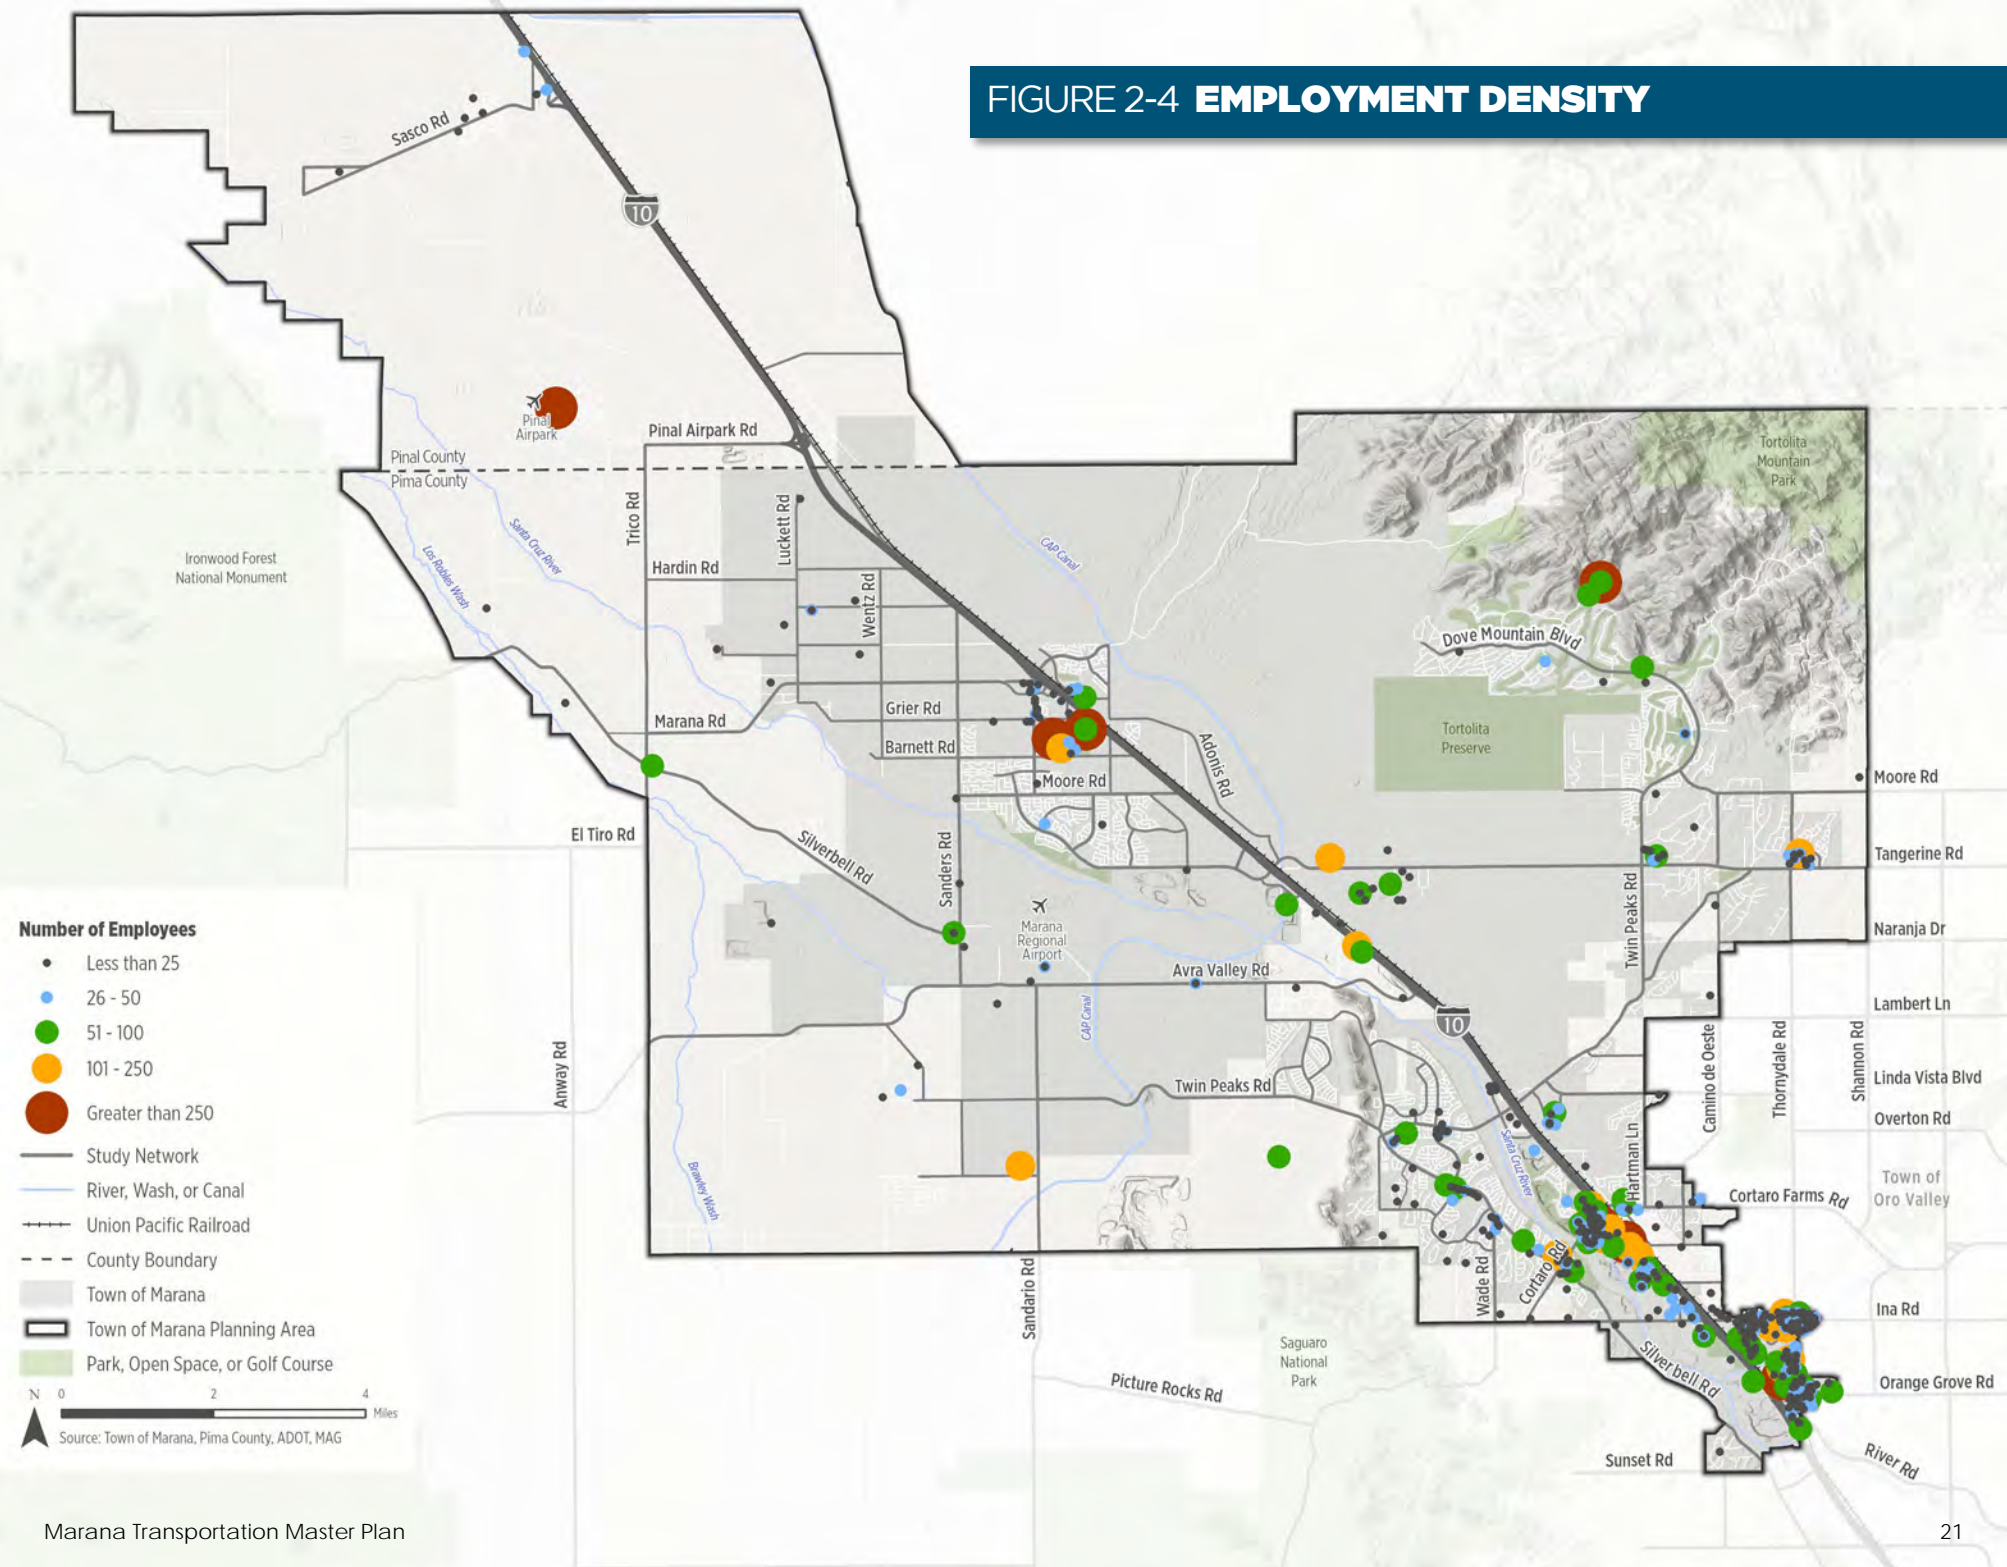 FIGURE 2-4 EMPLOYMENT DENSITY
Sasco Rd
10
Pinal
Airpark
Pinal Airpark Rd
Pinal County
Pima County
Tortolita
Mountain
Park
Trico Rd
Luckett Rd
Santa Cruz River
Los Robles Wash
CAP Canal
Ironwood Forest
National Monument
Hardin Rd
Wentz Rd
Dove Mountain Blvd
Marana Rd
Grier Rd
Barnett Rd
Adonis Rd
Tortolita
Preserve
Moore Rd
Moore Rd
El Tiro Rd
Silverbell Rd
Sanders Rd
Tangerine Rd
Twin Peaks Rd
Marana
Regional
Airport
Naranja Dr
Avra Valley Rd
CAP Canal
10
Lambert Ln
Camino de Oeste
Thornydale Rd
Shannon Rd
Anway Rd
Twin Peaks Rd
Linda Vista Blvd
Overton Rd
Hartman Ln
Santa Cruz River
Brawley Wash
Town of
Oro Valley
Cortaro Farms Rd
Sandario Rd
Wade Rd
Cortaro Rd
Ina Rd
Saguaro
National
Park
Silverbell Rd
Picture Rocks Rd
Orange Grove Rd
Sunset Rd
River Rd
Number of Employees
Less than 25
26 - 50
51 - 100
101 - 250
Greater than 250
Study Network
River, Wash, or Canal
Union Pacific Railroad
County Boundary
Town of Marana
Town of Marana Planning Area
Park, Open Space, or Golf Course
N 0 2 4
Miles
Source: Town of Marana, Pima County, ADOT, MAG
Marana Transportation Master Plan
21